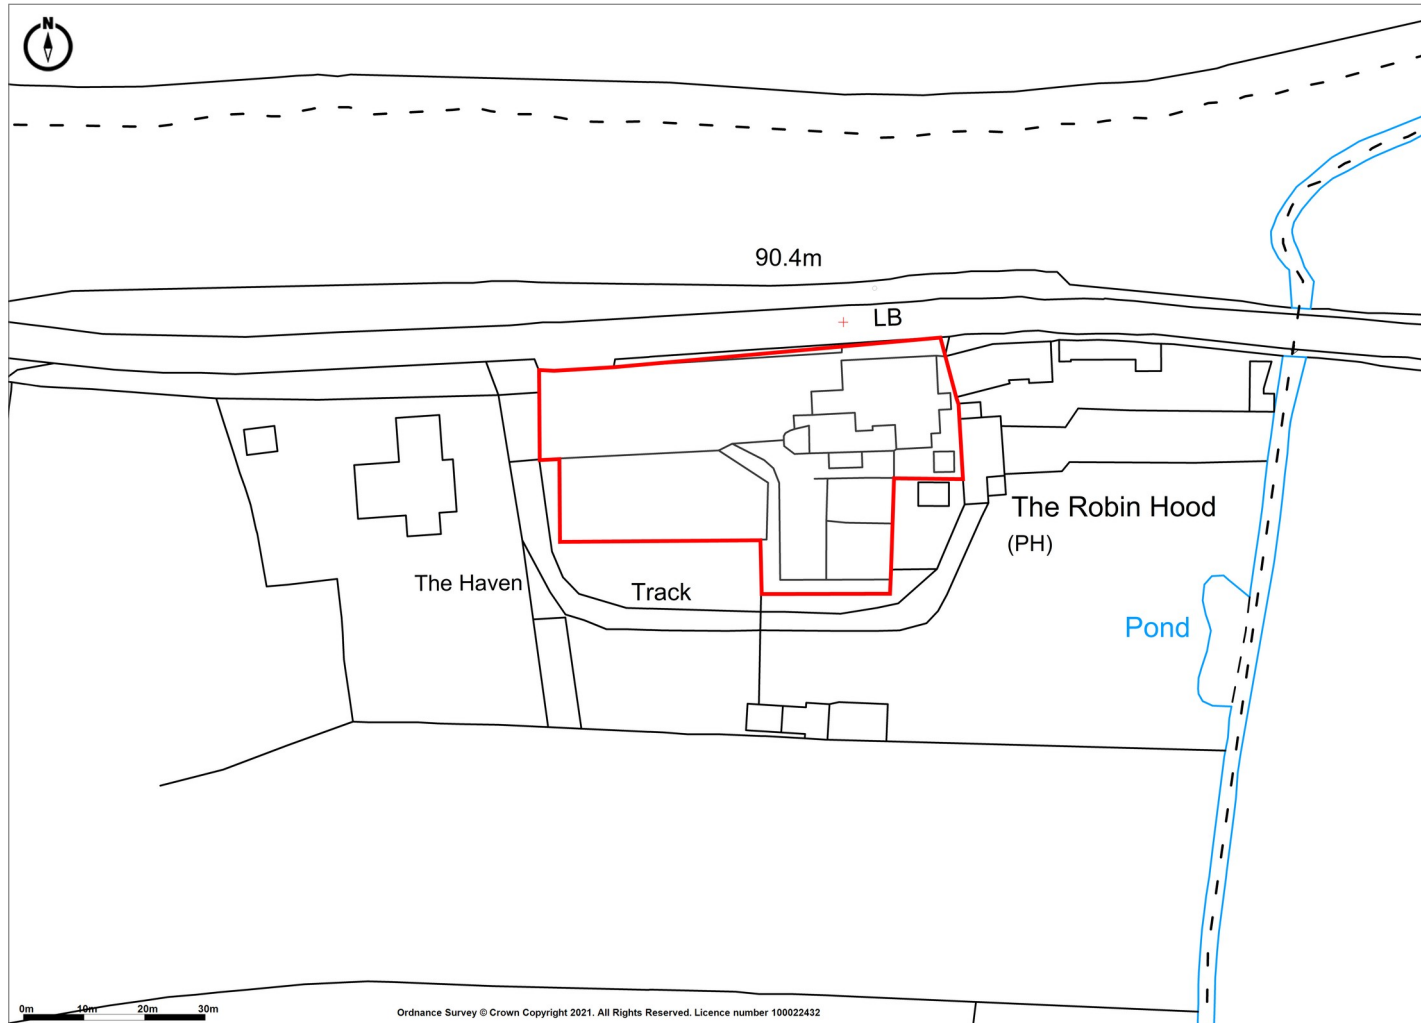 N
90.4m
LB
The Robin Hood
(PH)
The Haven
Track
Pond
0m 10m 20m 30m
Ordnance Survey © Crown Copyright 2021. All Rights Reserved. Licence number 100022432